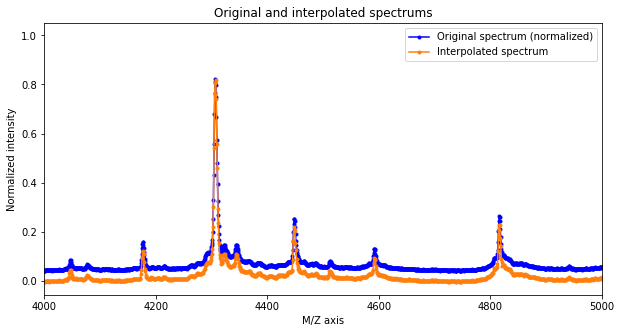 Original and interpolated spectrums
Original spectrum (normalized)
Interpolated spectrum
Normalized intensity
1.0
0.8
0.6
0.4
0.2
0.0
4000 4200 4400 4600 4800 5000
M/Z axis